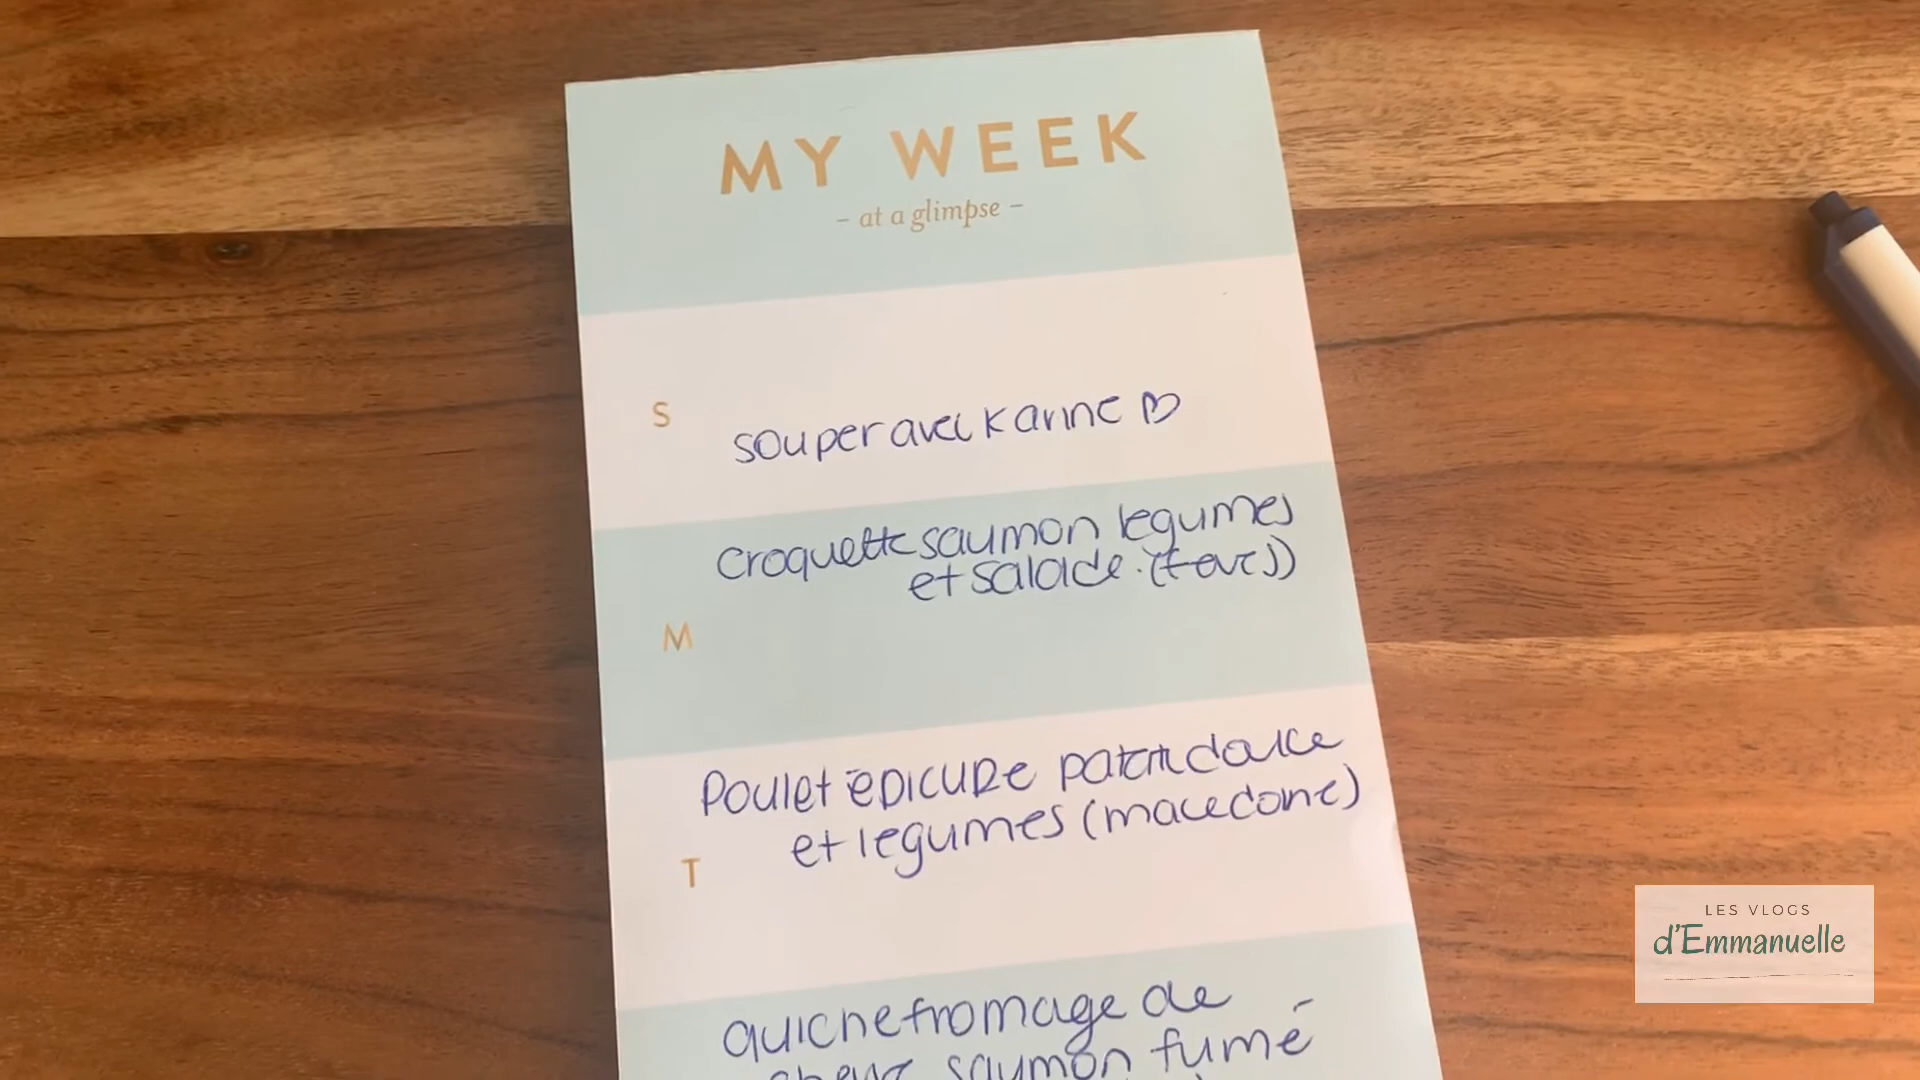 MY WEEK
- at a glimpse -
S
souper avec Karine ♡
croquette saumon legumes
et salade.
M
Poulet épicure patate douce
et legumes (macedoine)
T
quiche fromage de
saumon fumé
LES VLOGS
d'Emmanuelle